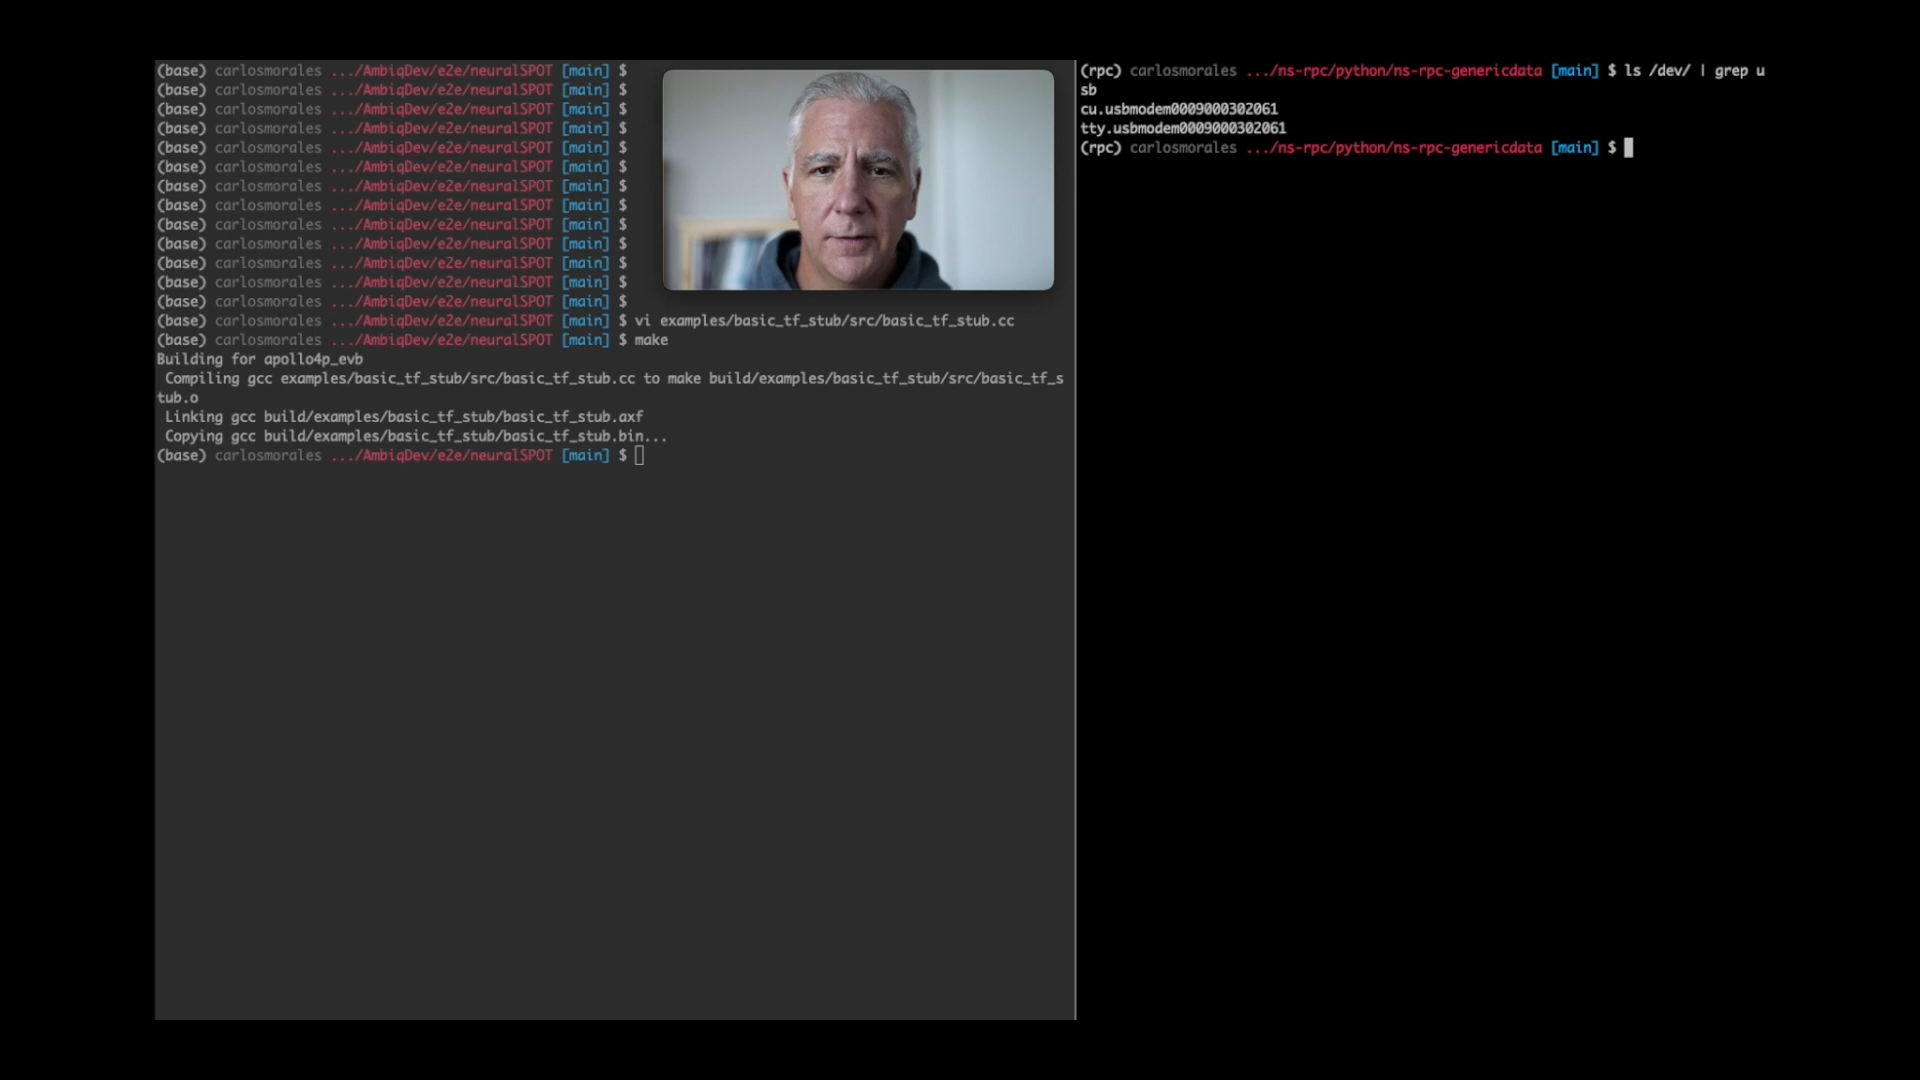 (base) carlosmorales .../AmbiqDev/e2e/neuralSPOT [main] $
(base) carlosmorales .../AmbiqDev/e2e/neuralSPOT [main] $
(base) carlosmorales .../AmbiqDev/e2e/neuralSPOT [main] $
(base) carlosmorales .../AmbiqDev/e2e/neuralSPOT [main] $
(base) carlosmorales .../AmbiqDev/e2e/neuralSPOT [main] $
(base) carlosmorales .../AmbiqDev/e2e/neuralSPOT [main] $
(base) carlosmorales .../AmbiqDev/e2e/neuralSPOT [main] $
(base) carlosmorales .../AmbiqDev/e2e/neuralSPOT [main] $
(base) carlosmorales .../AmbiqDev/e2e/neuralSPOT [main] $
(base) carlosmorales .../AmbiqDev/e2e/neuralSPOT [main] $
(base) carlosmorales .../AmbiqDev/e2e/neuralSPOT [main] $
(base) carlosmorales .../AmbiqDev/e2e/neuralSPOT [main] $
(base) carlosmorales .../AmbiqDev/e2e/neuralSPOT [main] $
(base) carlosmorales .../AmbiqDev/e2e/neuralSPOT [main] $ vi examples/basic_tf_stub/src/basic_tf_stub.cc
(base) carlosmorales .../AmbiqDev/e2e/neuralSPOT [main] $ make
Building for apollo4p_evb
 Compiling gcc examples/basic_tf_stub/src/basic_tf_stub.cc to make build/examples/basic_tf_stub/src/basic_tf_s
tub.o
 Linking gcc build/examples/basic_tf_stub/basic_tf_stub.axf
 Copying gcc build/examples/basic_tf_stub/basic_tf_stub.bin...
(base) carlosmorales .../AmbiqDev/e2e/neuralSPOT [main] $
(rpc) carlosmorales .../ns-rpc/python/ns-rpc-genericdata [main] $ ls /dev/ | grep u
sb
cu.usbmodem0009000302061
tty.usbmodem0009000302061
(rpc) carlosmorales .../ns-rpc/python/ns-rpc-genericdata [main] $